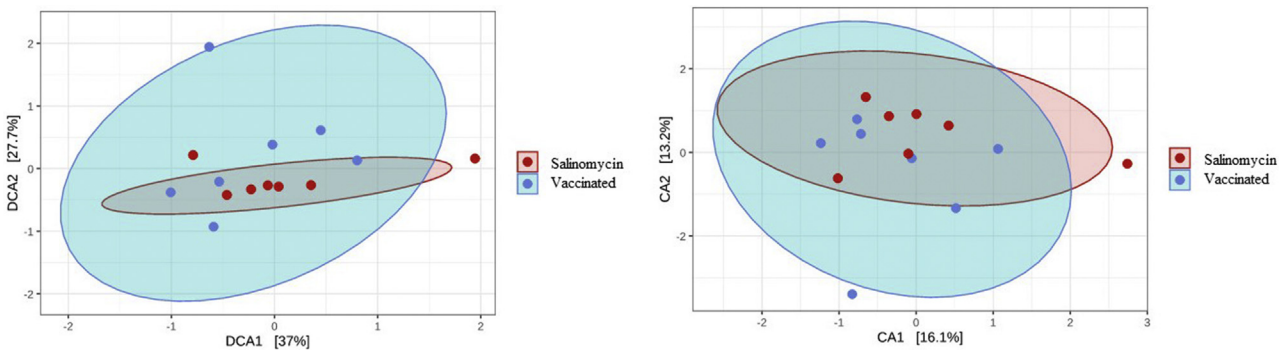 2
1
0
-1
-2
DCA2 [27.7%]
-2
-1
0
1
2
DCA1 [37%]
Salinomycin
Vaccinated
2
0
-2
CA2 [13.2%]
-2
-1
0
1
2
3
CA1 [16.1%]
Salinomycin
Vaccinated